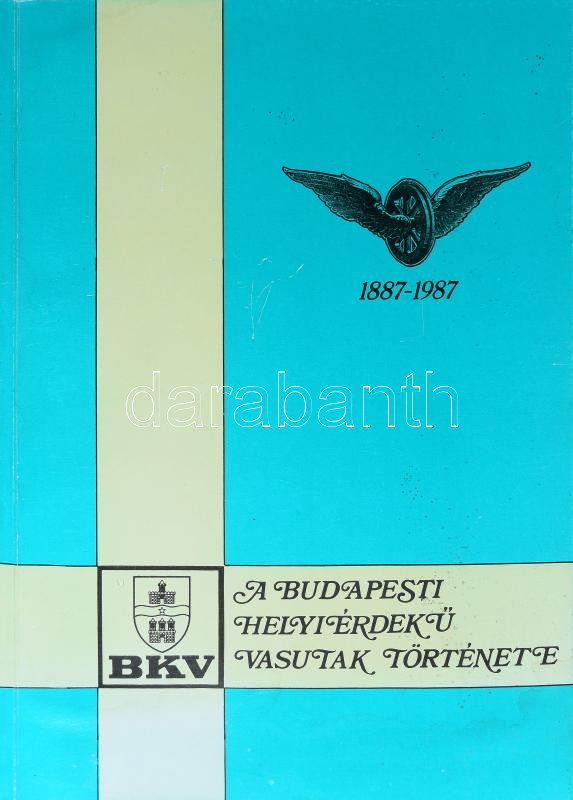 1887-1987
darabanth
BKV
A BUDAPESTI
HELYIÉRDEKŰ
VASUTAK TÖRTÉNETE